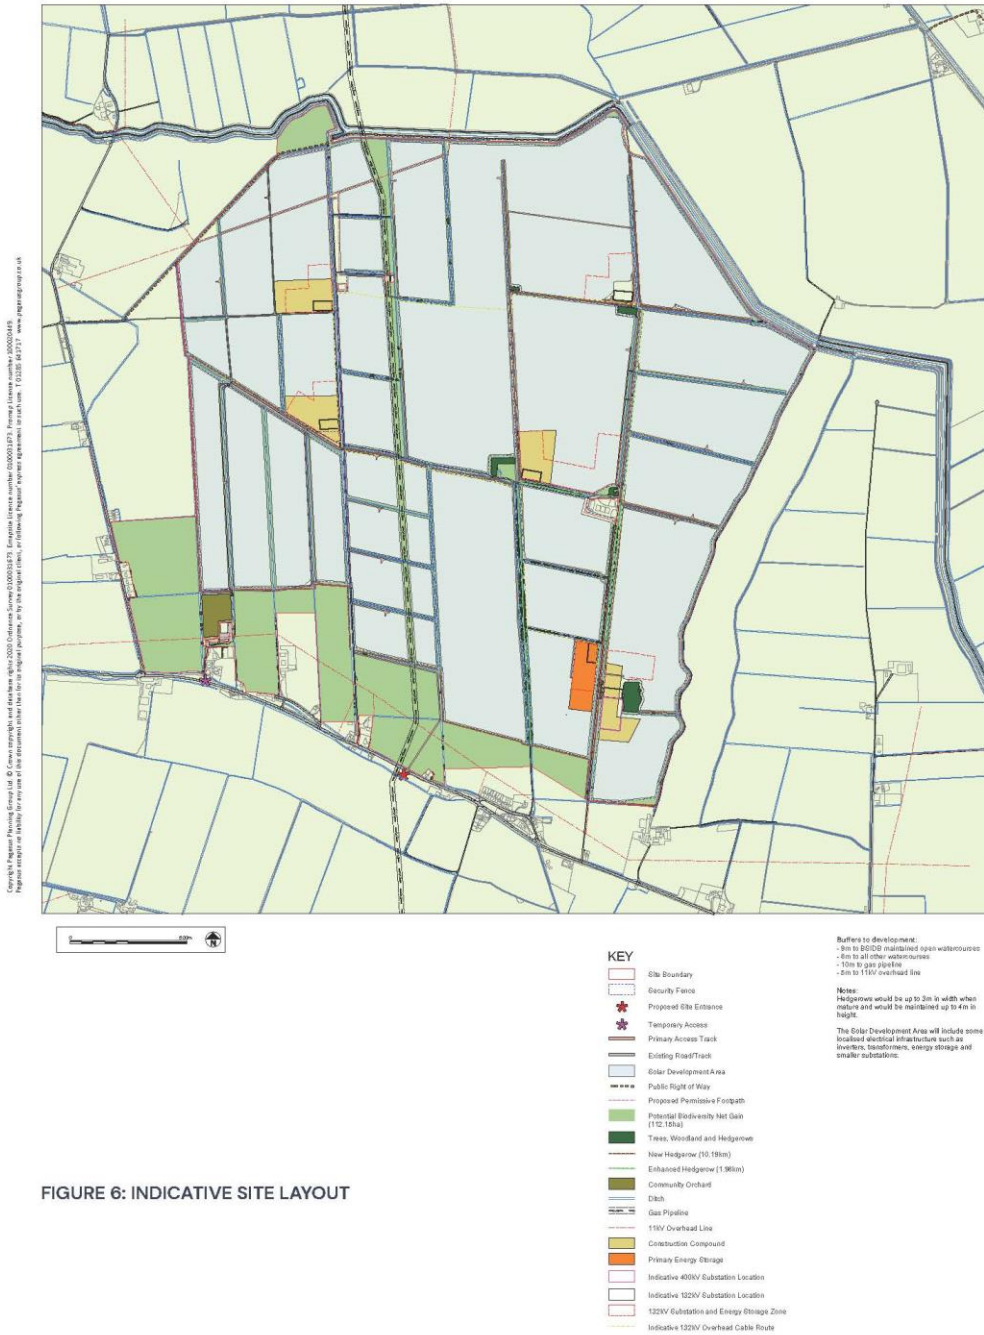 0
N
KEY
Site Boundary
Security Fence
Proposed Site Entrance
Temporary Access
Primary Access Track
Existing Road/Track
Solar Development Area
Public Right of Way
Proposed Permissive Footpath
Potential Biodiversity Net Gain
(112.18ha)
Trees, Woodland and Hedgerows
New Hedgerow (10.19km)
Enhanced Hedgerow (1.96km)
Community Orchard
Ditch
Gas Pipeline
11kV Overhead Line
Construction Compound
Primary Energy Storage
Indicative 400kV Substation Location
Indicative 132kV Substation Location
132kV Substation and Energy Storage Zone
Indicative 132kV Overhead Cable Route
Buffers to development:
- 9m to BSIDB maintained open watercourses
- 6m to all other watercourses
- 10m to gas pipeline
- 5m to 11kV overhead line
Notes:
Hedgerows would be up to 3m in width when
mature and would be maintained up to 4m in
height.
The Solar Development Area will include some
localised electrical infrastructure such as
inverters, transformers, energy storage and
smaller substations.
FIGURE 6: INDICATIVE SITE LAYOUT